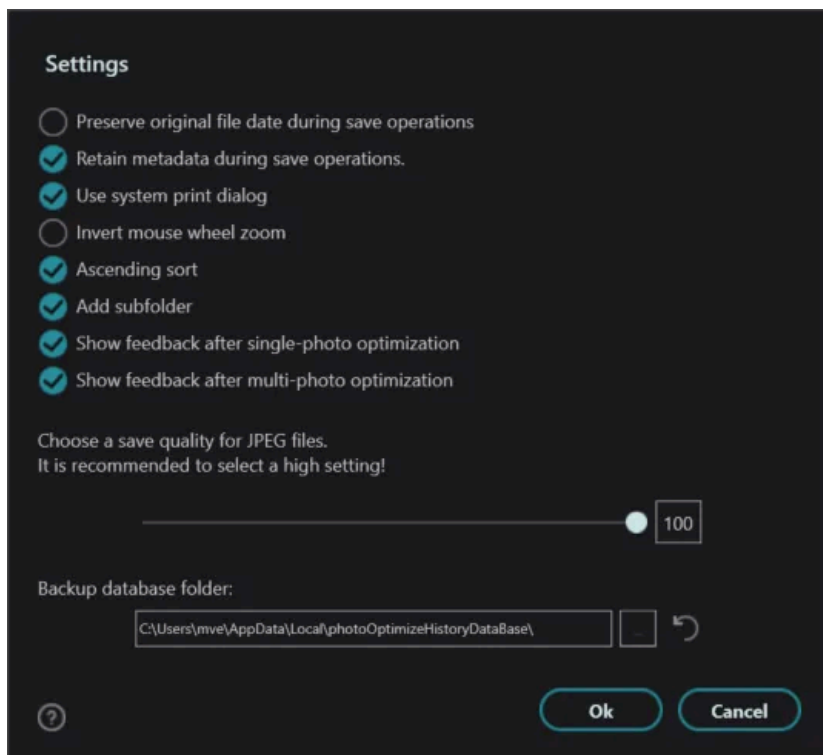 Settings
Preserve original file date during save operations
Retain metadata during save operations.
Use system print dialog
Invert mouse wheel zoom
Ascending sort
Add subfolder
Show feedback after single-photo optimization
Show feedback after multi-photo optimization
Choose a save quality for JPEG files.
It is recommended to select a high setting!
100
Backup database folder:
C:\Users\mve\AppData\Local\photoOptimizeHistoryDataBase\
...
?
Ok
Cancel